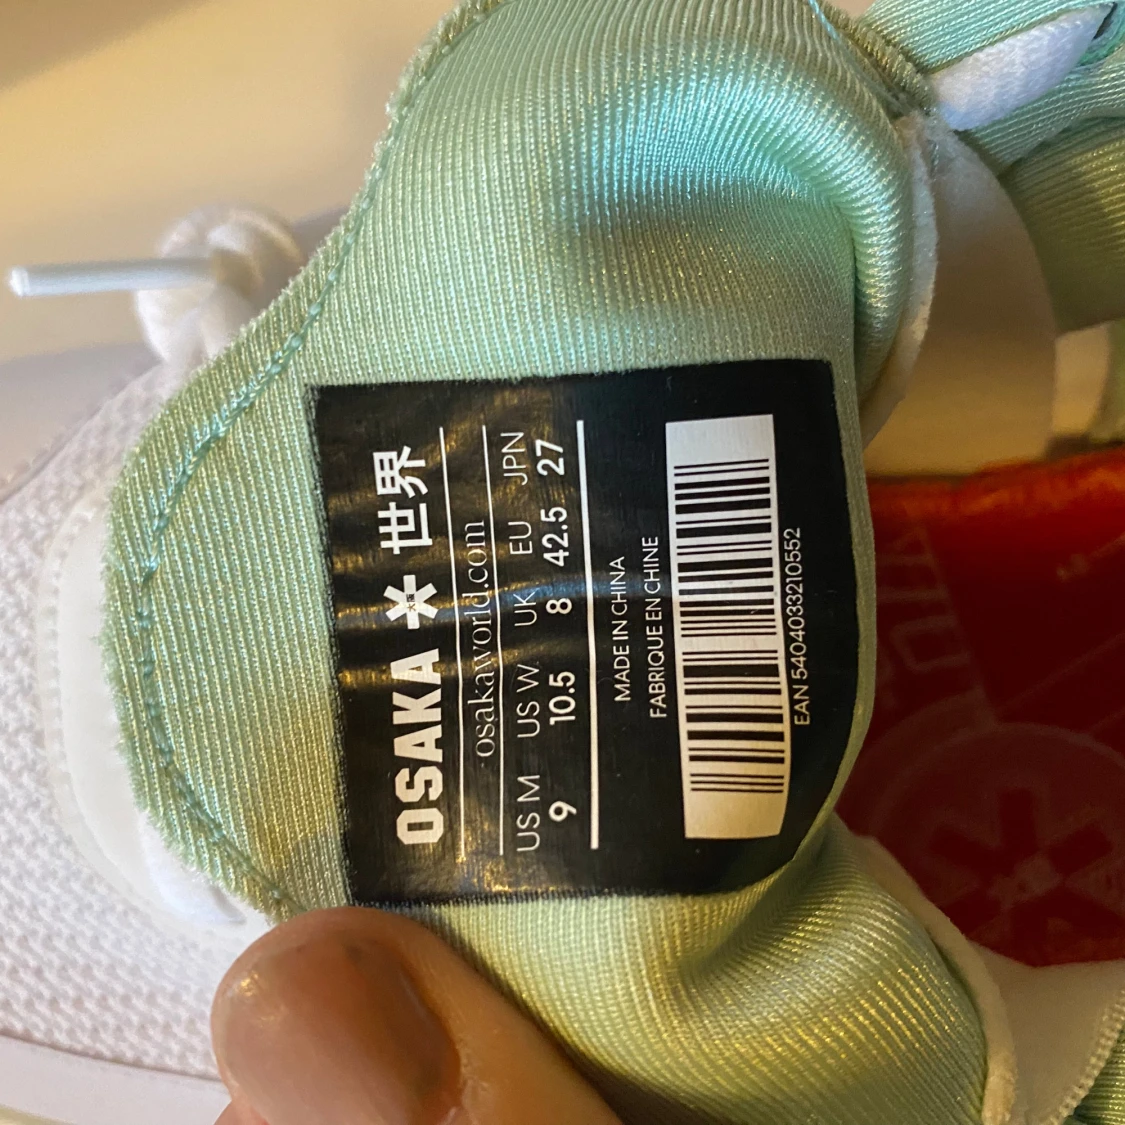 OSAKA 世界
osakaworld.com
US M US W UK EU JPN
9 10.5 8 42.5 27
MADE IN CHINA
FABRIQUE EN CHINE
EAN 5404033210552